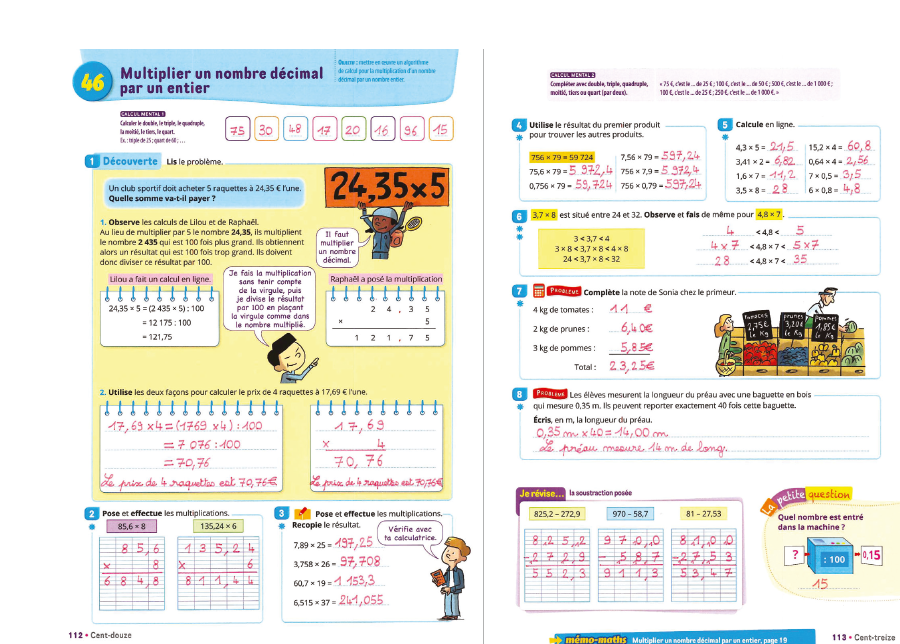 46
Multiplier un nombre décimal
par un entier
CALCUL MENTAL 1
Calculer le double, le triple, le quadruple,
la moitié, le tiers, le quart.
Ex. : triple de 25 ; quart de 60 ; …
75 30 48 17 20 16 96 15
1 Découverte Lis le problème.
Un club sportif doit acheter 5 raquettes à 24,35 € l'une.
Quelle somme va-t-il payer ?
24,35×5
1. Observe les calculs de Lilou et de Raphaël.
Au lieu de multiplier par 5 le nombre 24,35, ils multiplient
le nombre 2 435 qui est 100 fois plus grand. Ils obtiennent
alors un résultat qui est 100 fois trop grand. Ils doivent
donc diviser ce résultat par 100.
Il faut
multiplier
un nombre
décimal.
Lilou a fait un calcul en ligne.
24,35 × 5 = (2 435 × 5) : 100
= 12 175 : 100
= 121,75
Je fais la multiplication
sans tenir compte
de la virgule, puis
je divise le résultat
par 100 en plaçant
la virgule comme dans
le nombre multiplié.
Raphaël a posé la multiplication
2 4 , 3 5
× 5
1 2 1 , 7 5
2. Utilise les deux façons pour calculer le prix de 4 raquettes à 17,69 € l'une.
17,69 ×4 = (1769 ×4) : 100
= 7 076 : 100
= 70,76
Le prix de 4 raquettes est 70,76€
1 7, 6 9
× 4
70, 76
Le prix de 4 raquettes est 70,76€
2 Pose et effectue les multiplications.
85,6 × 8
8 5, 6
× 8
6 8 4, 8
135,24 × 6
1 3 5, 2 4
× 6
8 1 1, 4 4
3 Pose et effectue les multiplications.
Recopie le résultat.
7,89 × 25 = 197,25
3,758 × 26 = 97,708
60,7 × 19 = 1 153,3
6,515 × 37 = 241,055
Vérifie avec
ta calculatrice.
112 • Cent-douze
CALCUL MENTAL 2
Compléter avec double, triple, quadruple,
moitié, tiers ou quart (par deux).
« 75 €, c'est le … de 25 € ; 100 €, c'est le … de 50 € ; 500 €, c'est le … de 1 000 € ;
100 €, c'est le … de 25 € ; 250 €, c'est le … de 1 000 €. »
4 Utilise le résultat du premier produit
pour trouver les autres produits.
756 × 79 = 59 724
75,6 × 79 = 5 972,4
0,756 × 79 = 59,724
7,56 × 79 = 597,24
756 × 7,9 = 5 972,4
756 × 0,79 = 597,24
5 Calcule en ligne.
4,3 × 5 = 21,5
3,41 × 2 = 6,82
1,6 × 7 = 11,2
3,5 × 8 = 28
15,2 × 4 = 60,8
0,64 × 4 = 2,56
7 × 0,5 = 3,5
6 × 0,8 = 4,8
6 3,7 × 8 est situé entre 24 et 32. Observe et fais de même pour 4,8 × 7.
3 < 3,7 < 4
3 × 8 < 3,7 × 8 < 4 × 8
24 < 3,7 × 8 < 32
4 < 4,8 < 5
4 × 7 < 4,8 × 7 < 5 × 7
28 < 4,8 × 7 < 35
7 PROBLÈME Complète la note de Sonia chez le primeur.
4 kg de tomates : 11 €
2 kg de prunes : 6,40€
3 kg de pommes : 5,85€
Total : 23,25€
tomates
2,75€
le Kg
prunes
3,20€
le Kg
pommes
1,95€
le Kg
8 PROBLÈME Les élèves mesurent la longueur du préau avec une baguette en bois
qui mesure 0,35 m. Ils peuvent reporter exactement 40 fois cette baguette.
Écris, en m, la longueur du préau.
0,35 m × 40 = 14,00 m
Le préau mesure 14 m de long.
Je révise… la soustraction posée
825,2 – 272,9
8 2 5, 2
- 2 7 2 9
5 5 2, 3
970 – 58,7
9 7 0, 0
- 5 8, 7
9 1 1 3
81 – 27,53
8 1, 0 0
- 2 7, 5 3
5 3, 4 7
La petite question
Quel nombre est entré
dans la machine ?
? : 100 0,15
15
mémo-maths Multiplier un nombre décimal par un entier, page 19
113 • Cent-treize